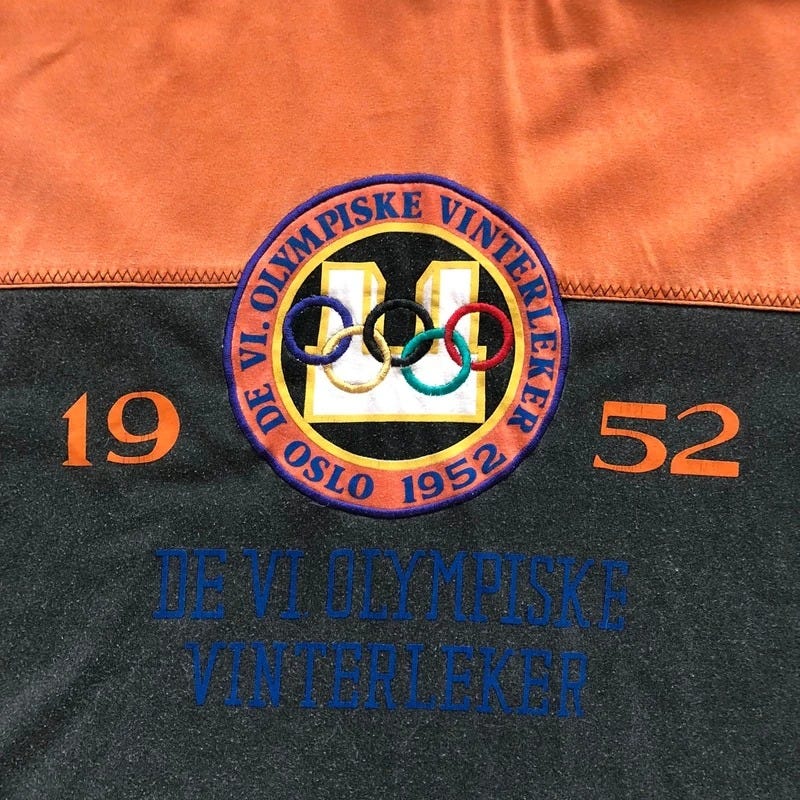 DE VI. OLYMPISKE VINTERLEKER
OSLO 1952
19 52
DE VI OLYMPISKE
VINTERLEKER